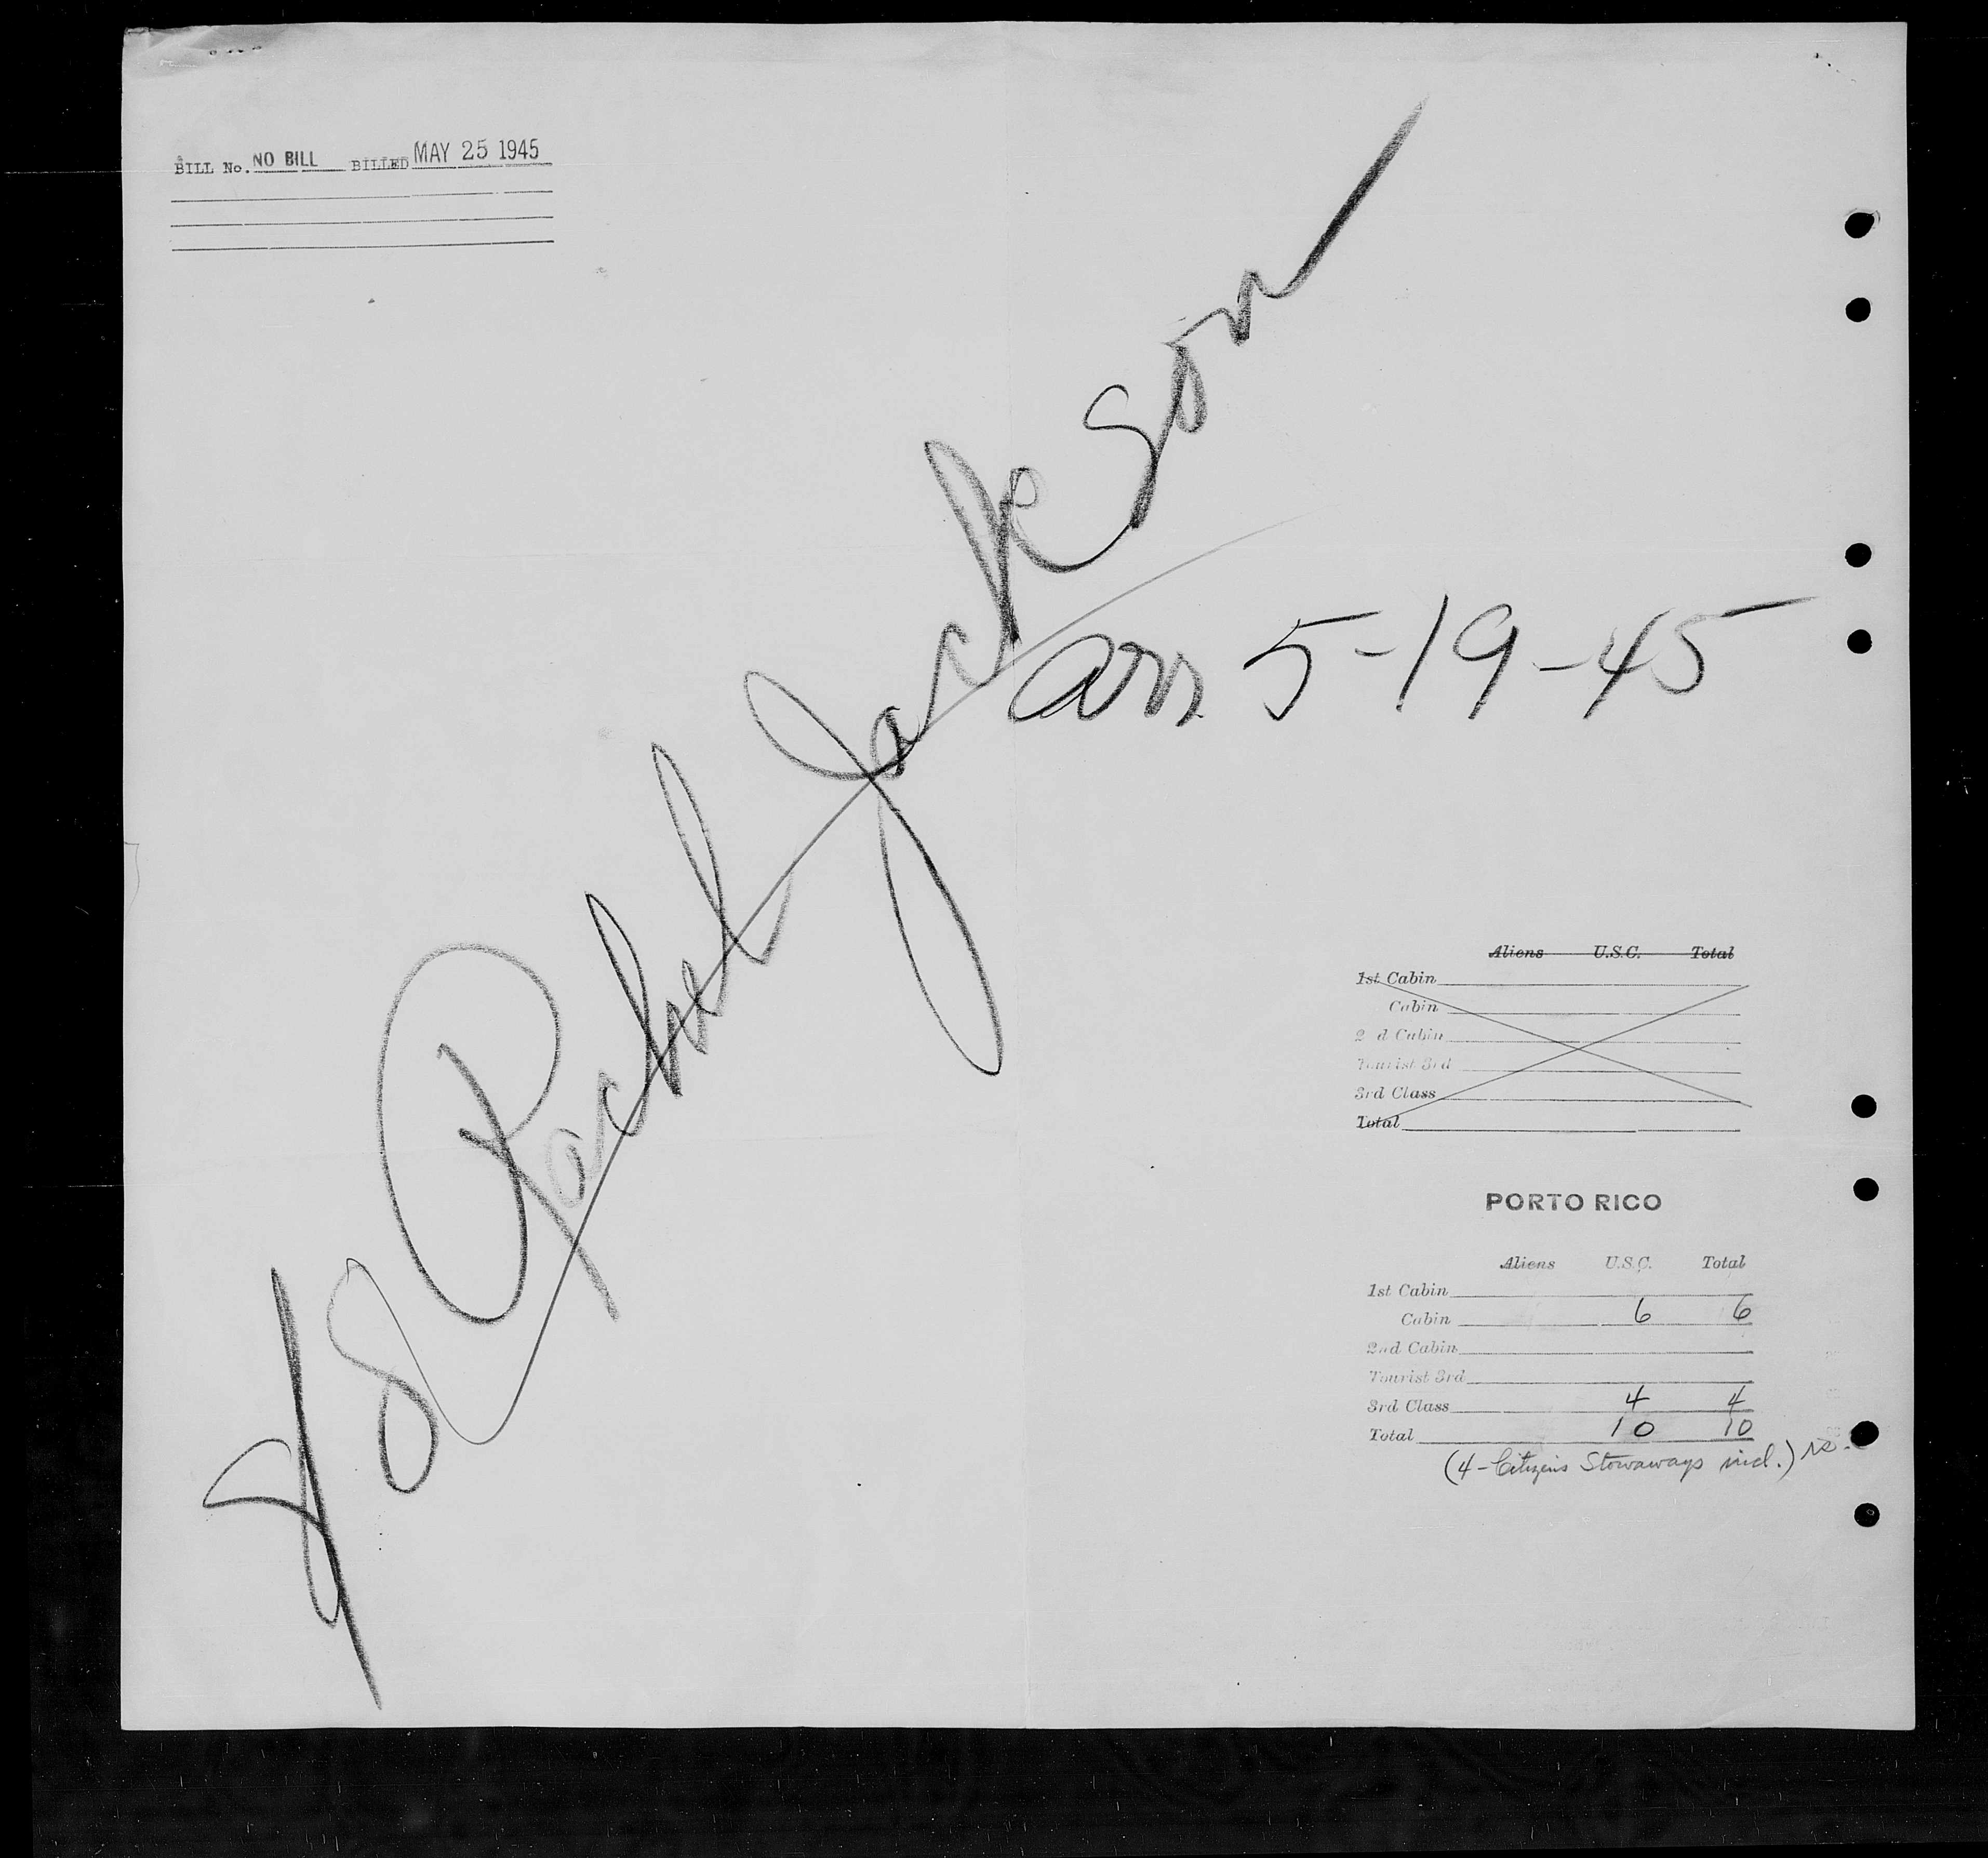 BILL No. NO BILL BILLED MAY 25 1945
SS Rachel Jackson
arr. 5-19-45
Aliens U.S.C. Total
1st Cabin
Cabin
2nd Cabin
Tourist 3rd
3rd Class
Total
PORTO RICO
Aliens U.S.C. Total
1st Cabin
Cabin 6 6
2nd Cabin
Tourist 3rd
3rd Class 4 4
Total 10 10
(4-Citizens Stowaways incl.)